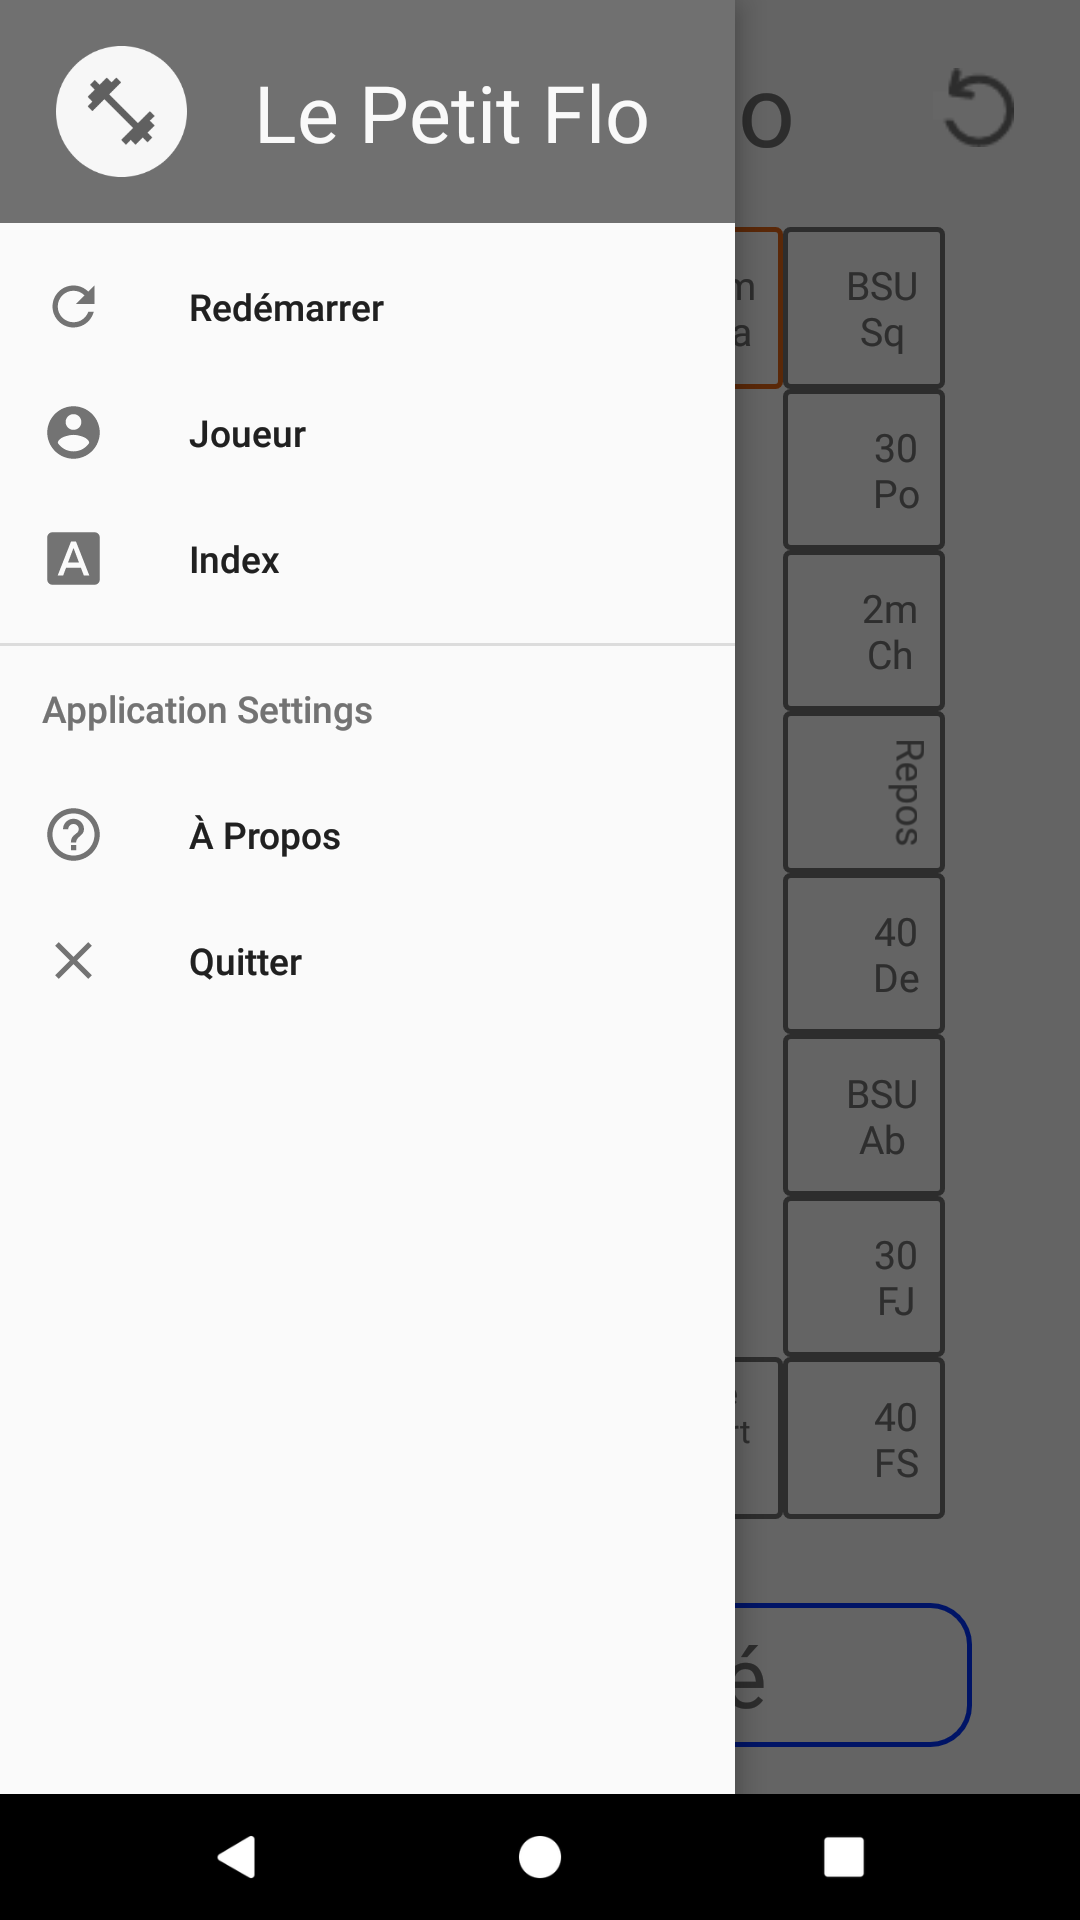 Le Petit Flo
Redémarrer
Joueur
Index
Application Settings
À Propos
Quitter
BSU
Sq
30
Po
2m
Ch
Repos
40
De
BSU
Ab
30
FJ
40
FS